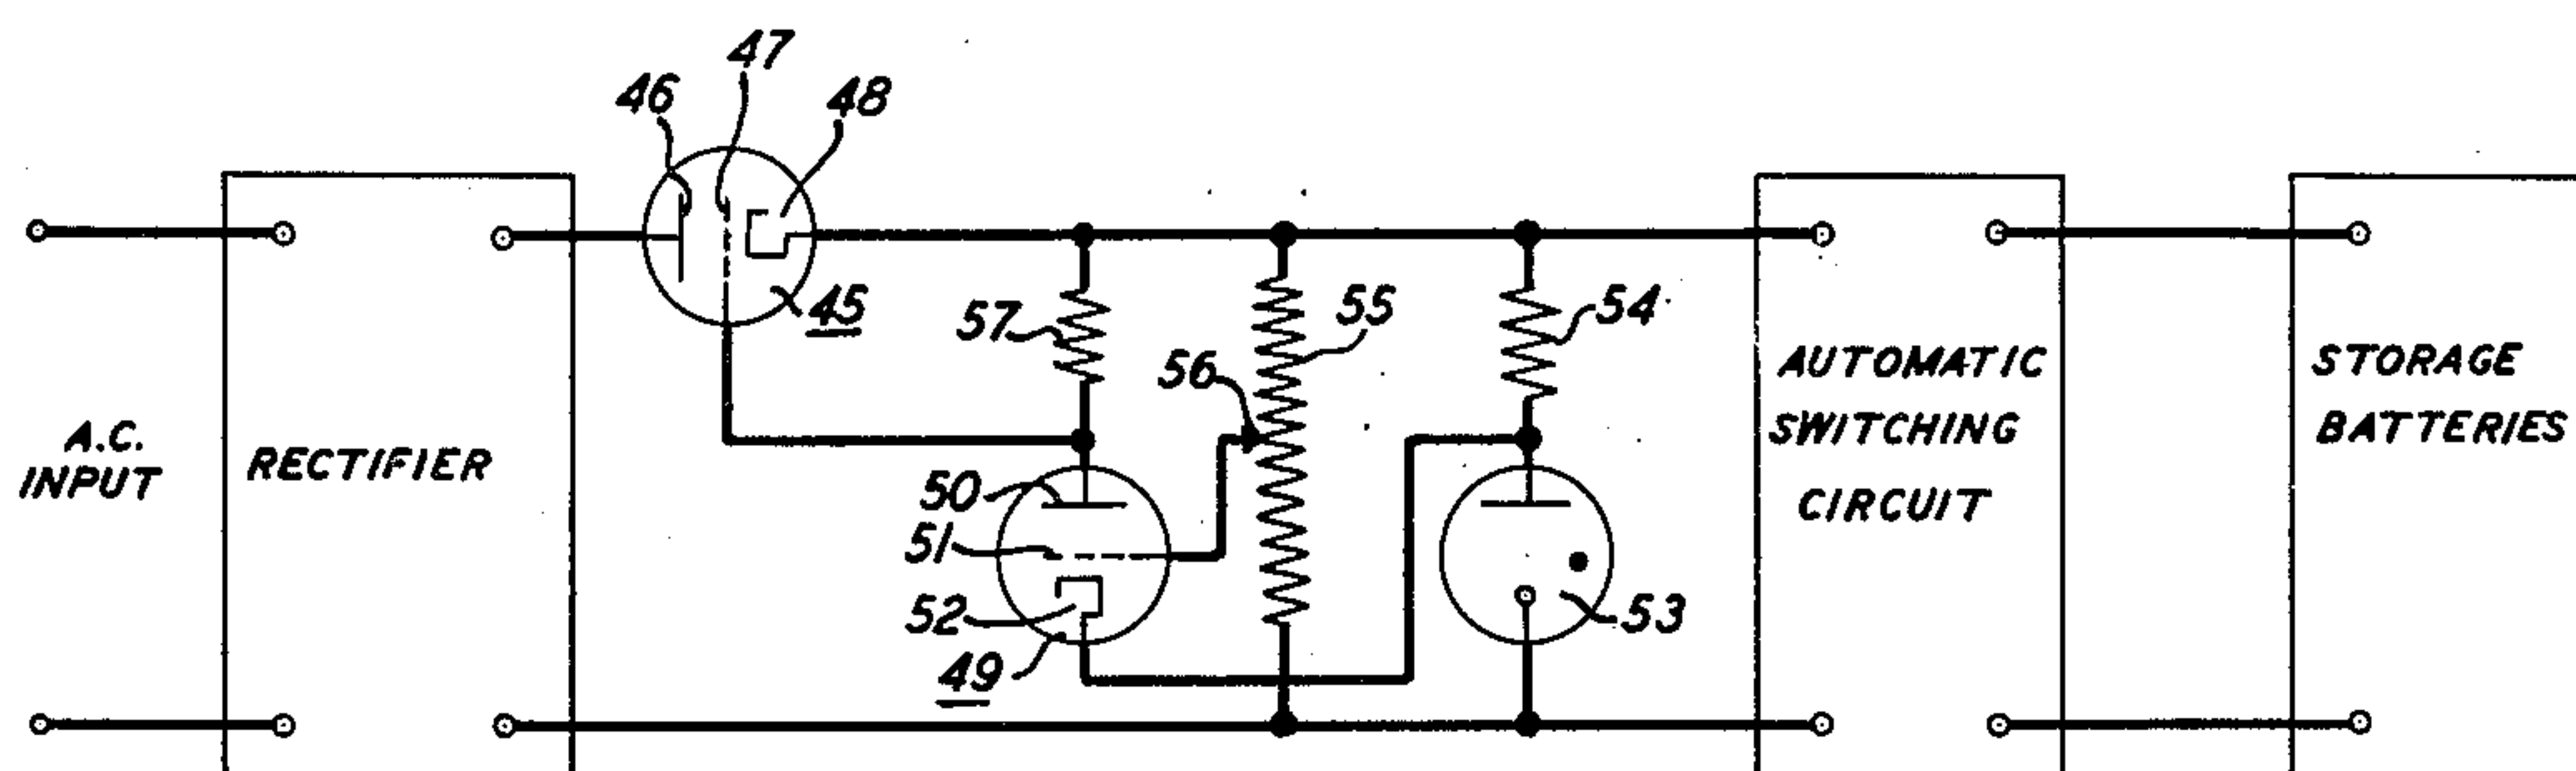 47
46
48
45
57
55
54
56
50
51
52
49
53
A.C.
INPUT
RECTIFIER
AUTOMATIC
SWITCHING
CIRCUIT
STORAGE
BATTERIES